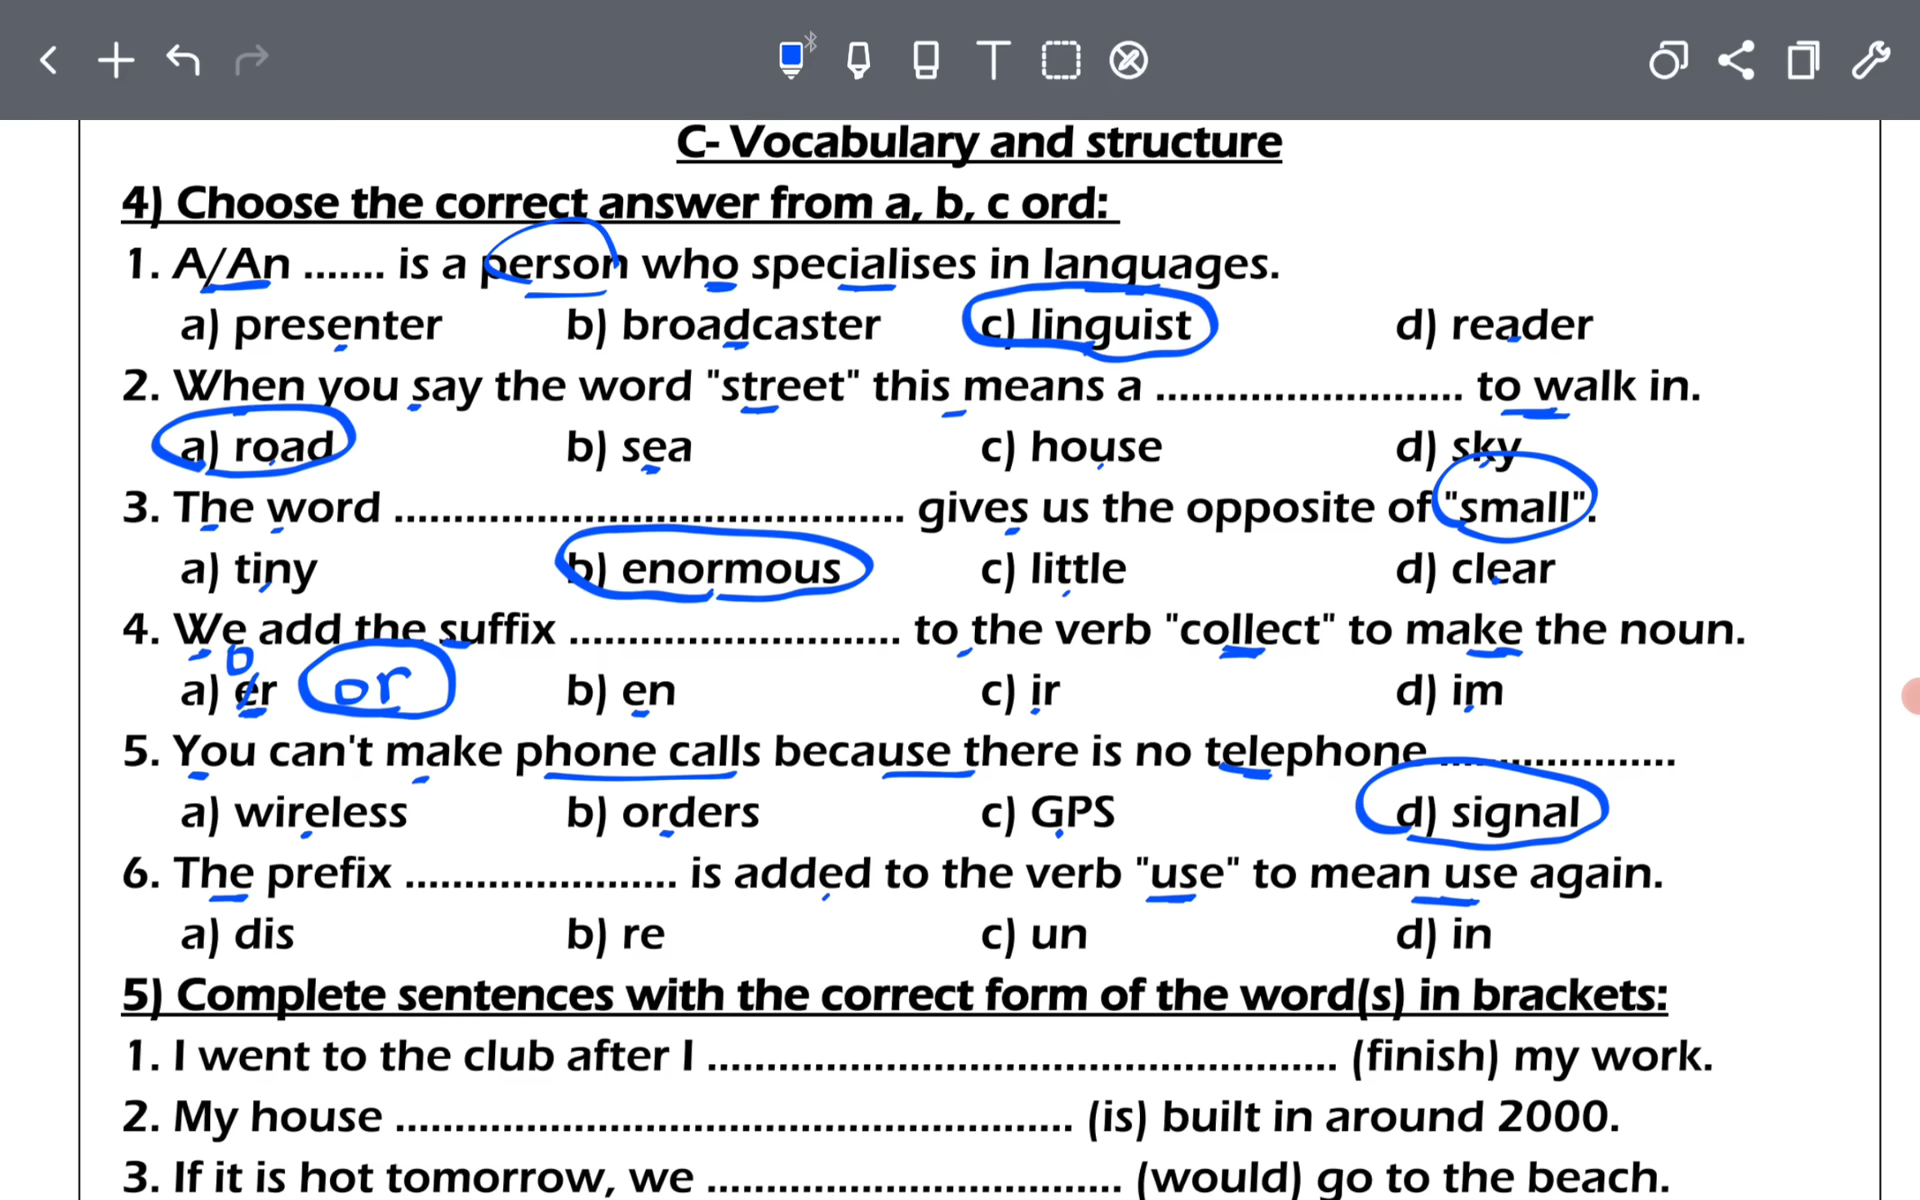 C- Vocabulary and structure
4) Choose the correct answer from a, b, c ord:
1. A/An ....... is a person who specialises in languages.
a) presenter b) broadcaster c) linguist d) reader
2. When you say the word "street" this means a .......................... to walk in.
a) road b) sea c) house d) sky
3. The word ........................................... gives us the opposite of "small".
a) tiny b) enormous c) little d) clear
4. We add the suffix ............................ to the verb "collect" to make the noun.
o
a) er or b) en c) ir d) im
5. You can't make phone calls because there is no telephone .....................
a) wireless b) orders c) GPS d) signal
6. The prefix ....................... is added to the verb "use" to mean use again.
a) dis b) re c) un d) in
5) Complete sentences with the correct form of the word(s) in brackets:
1. I went to the club after I ..................................................... (finish) my work.
2. My house ......................................................... (is) built in around 2000.
3. If it is hot tomorrow, we ................................... (would) go to the beach.